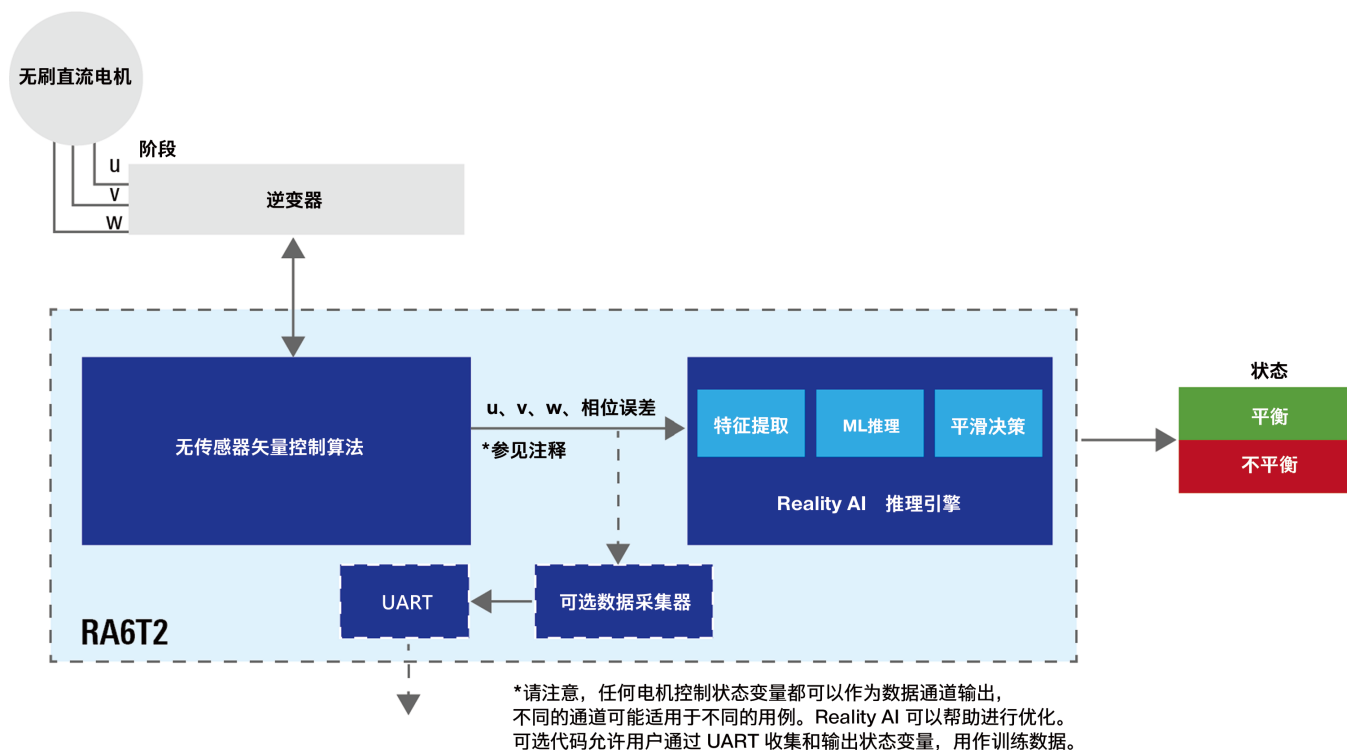 无刷直流电机
阶段
u
v
w
逆变器
无传感器矢量控制算法
u、v、w、相位误差
*参见注释
特征提取
ML推理
平滑决策
Reality AI 推理引擎
状态
平衡
不平衡
UART
可选数据采集器
RA6T2
*请注意，任何电机控制状态变量都可以作为数据通道输出，
不同的通道可能适用于不同的用例。Reality AI 可以帮助进行优化。
可选代码允许用户通过 UART 收集和输出状态变量，用作训练数据。